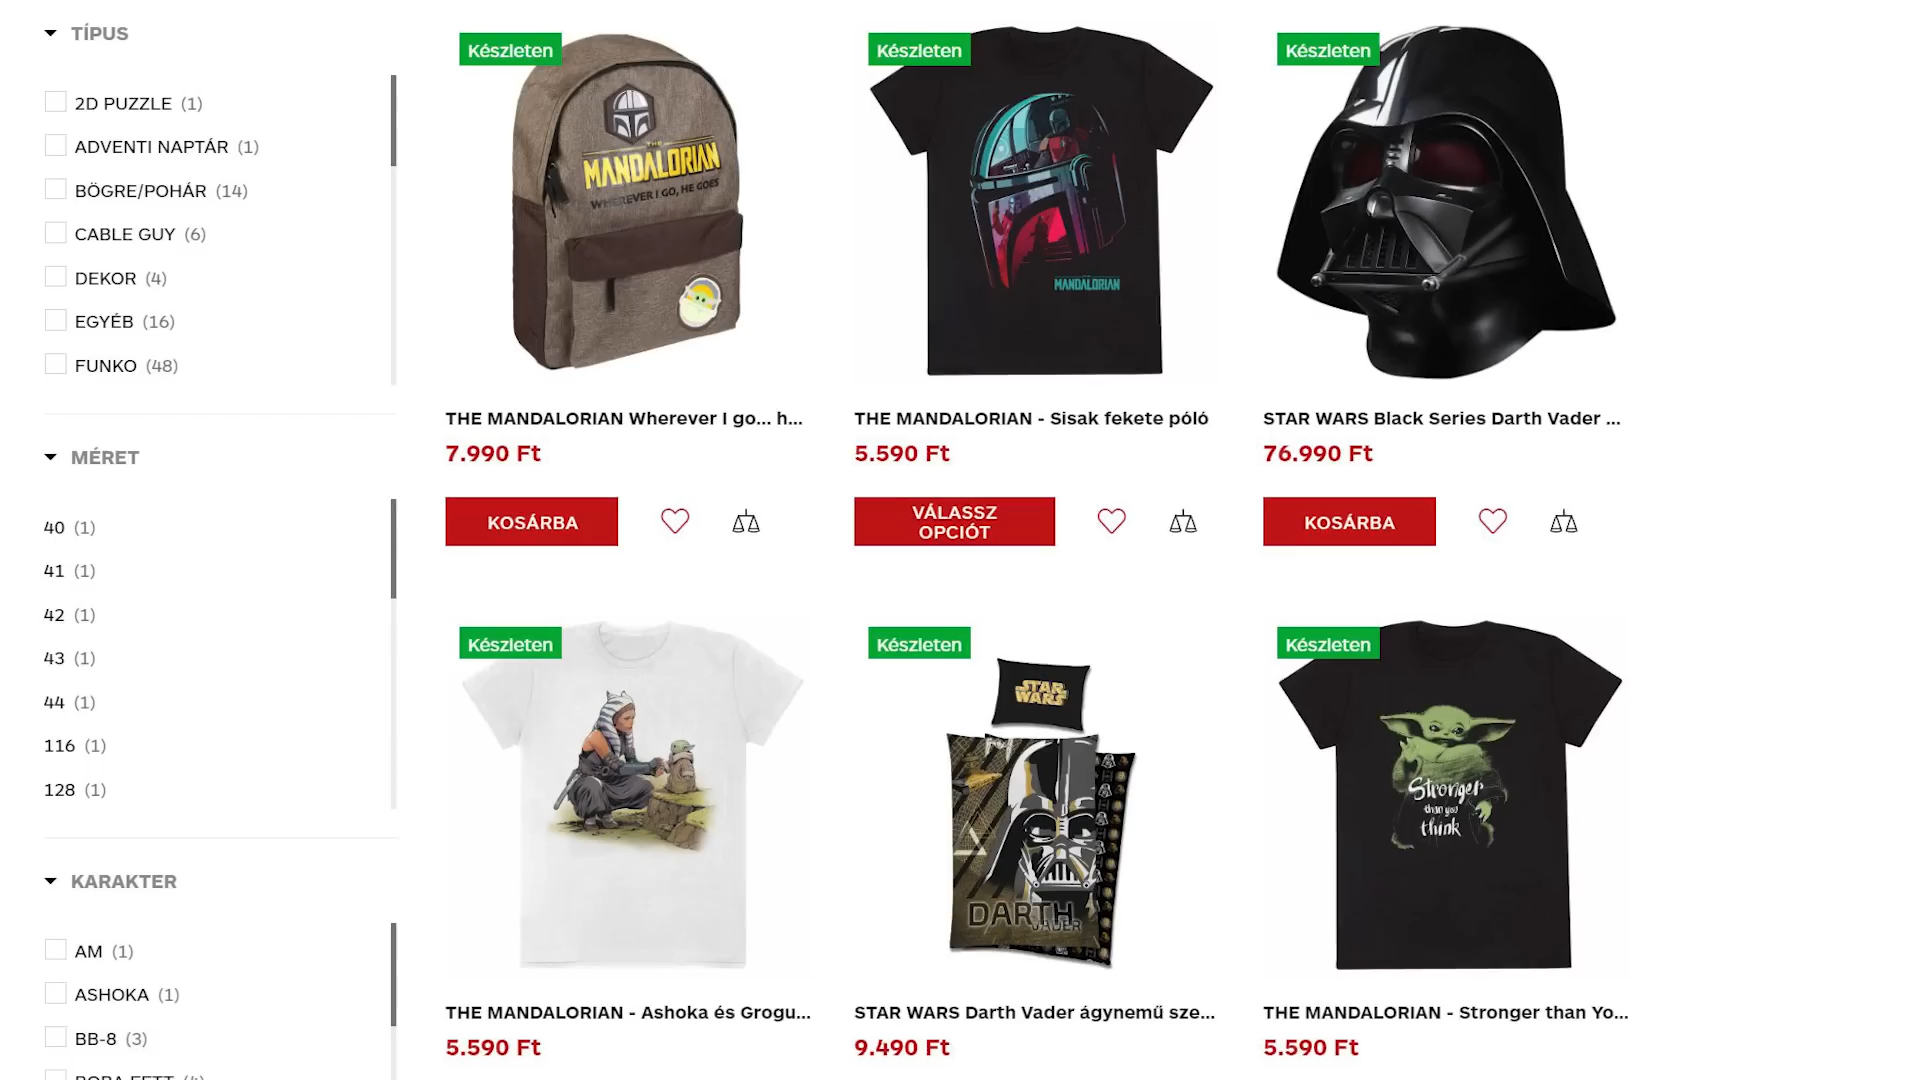 TÍPUS
2D PUZZLE (1)
ADVENTI NAPTÁR (1)
BÖGRE/POHÁR (14)
CABLE GUY (6)
DEKOR (4)
EGYÉB (16)
FUNKO (48)
MÉRET
40 (1)
41 (1)
42 (1)
43 (1)
44 (1)
116 (1)
128 (1)
KARAKTER
AM (1)
ASHOKA (1)
BB-8 (3)
Készleten
THE
MANDALORIAN
WHEREVER I GO, HE GOES
THE MANDALORIAN Wherever I go... h...
7.990 Ft
KOSÁRBA
Készleten
MANDALORIAN
THE MANDALORIAN - Sisak fekete póló
5.590 Ft
VÁLASSZ
OPCIÓT
Készleten
STAR WARS Black Series Darth Vader ...
76.990 Ft
KOSÁRBA
Készleten
THE MANDALORIAN - Ashoka és Grogu...
5.590 Ft
Készleten
STAR
WARS
DARTH
VADER
STAR WARS Darth Vader ágynemű sze...
9.490 Ft
Készleten
Stronger
than you
think
THE MANDALORIAN - Stronger than Yo...
5.590 Ft